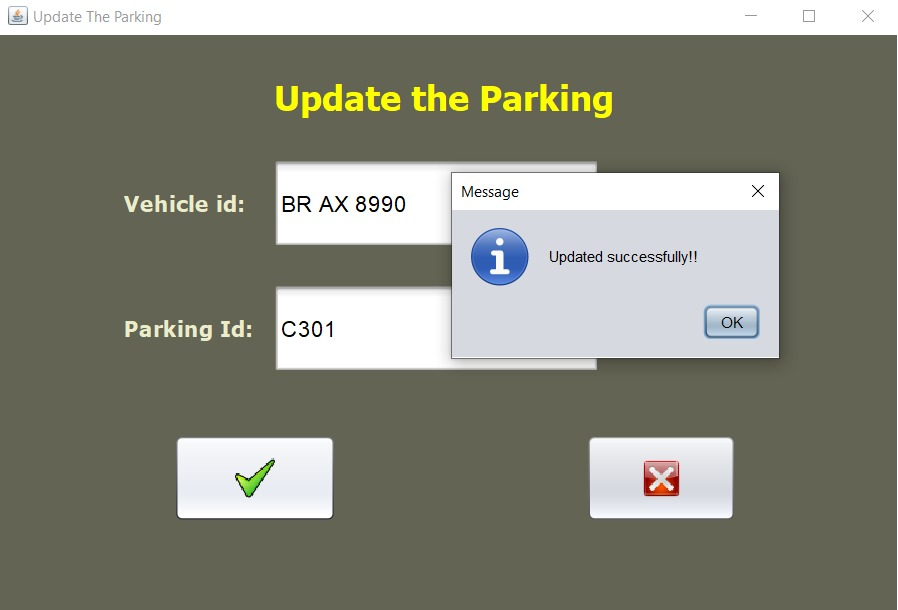 Update The Parking
Update the Parking
Vehicle id:
BR AX 8990
Message
Updated successfully!!
OK
Parking Id:
C301